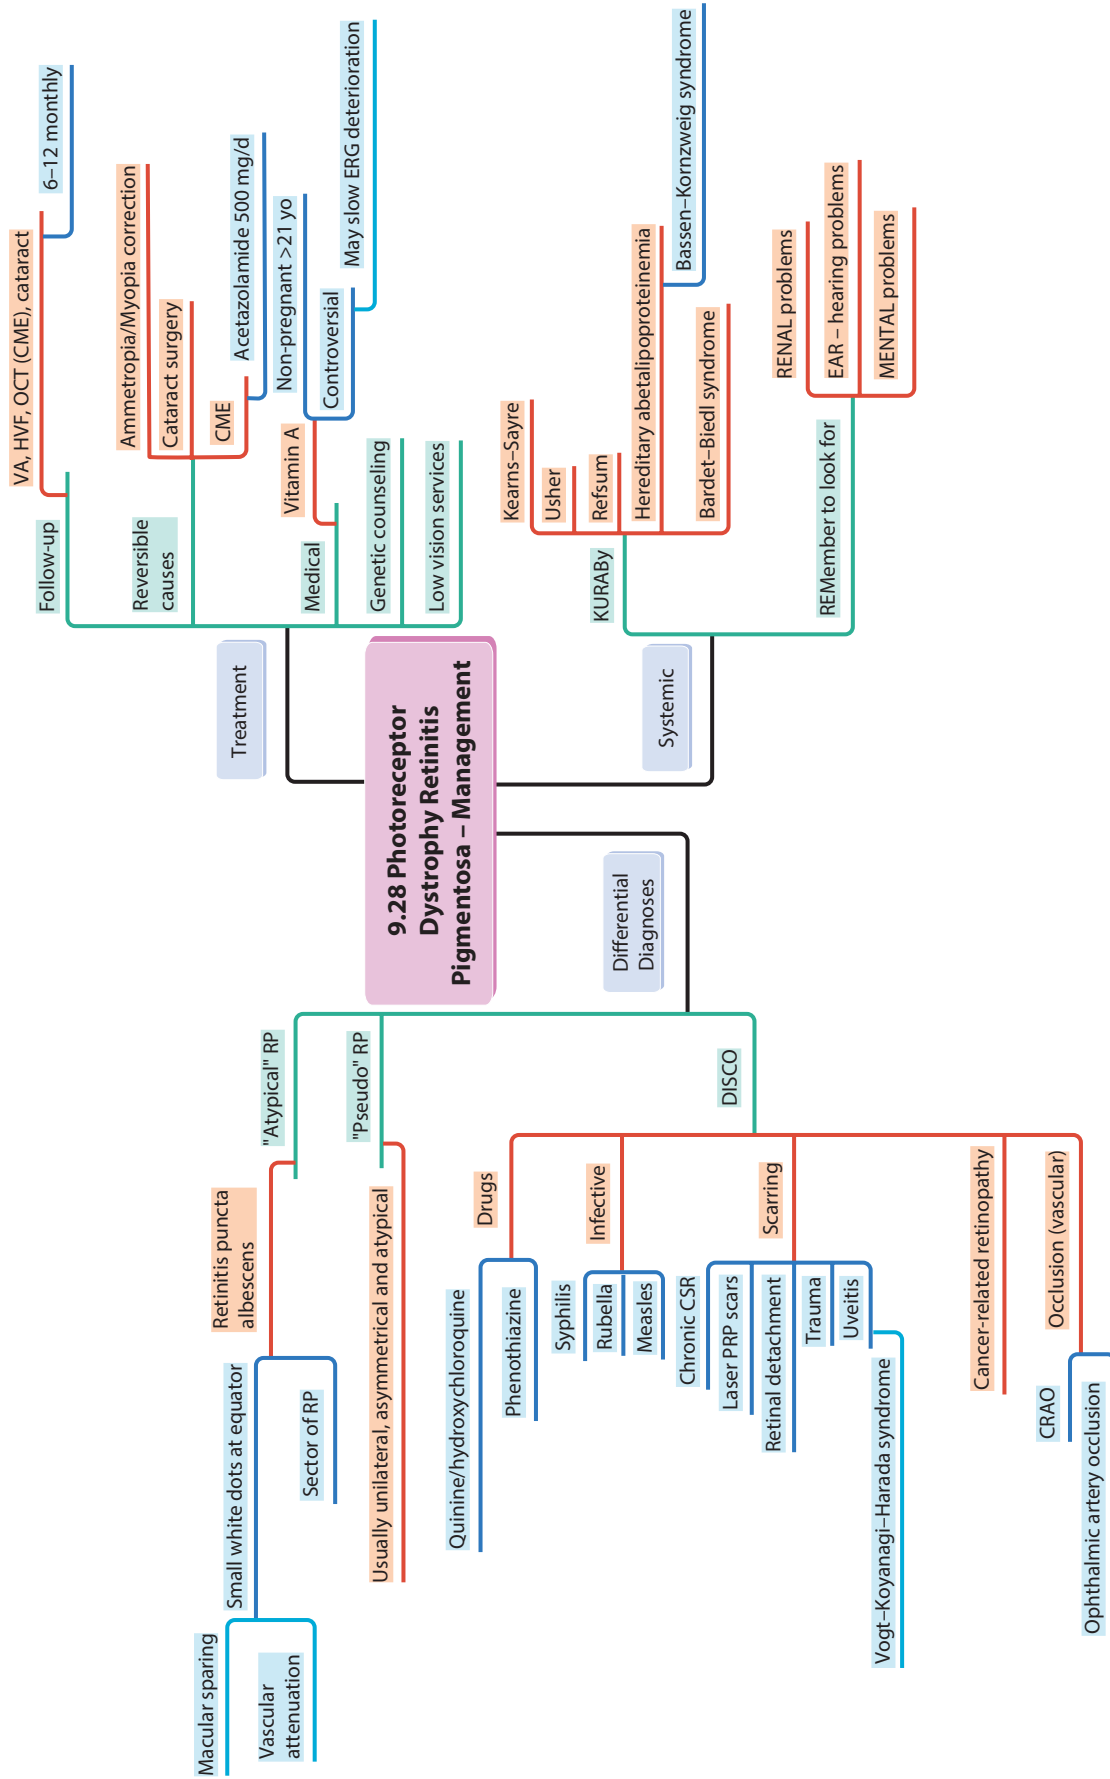 9.28 Photoreceptor
Dystrophy Retinitis
Pigmentosa – Management
Treatment
Follow-up
VA, HVF, OCT (CME), cataract
6–12 monthly
Reversible
causes
Ammetropia/Myopia correction
Cataract surgery
CME
Acetazolamide 500 mg/d
Medical
Vitamin A
Non-pregnant >21 yo
Controversial
May slow ERG deterioration
Genetic counseling
Low vision services
Systemic
KURABy
Kearns–Sayre
Usher
Refsum
Hereditary abetalipoproteinemia
Bassen–Kornzweig syndrome
Bardet–Biedl syndrome
REMember to look for
RENAL problems
EAR – hearing problems
MENTAL problems
Differential
Diagnoses
"Atypical" RP
Retinitis puncta
albescens
Small white dots at equator
Macular sparing
Vascular
attenuation
Sector of RP
"Pseudo" RP
Usually unilateral, asymmetrical and atypical
DISCO
Drugs
Quinine/hydroxychloroquine
Phenothiazine
Infective
Syphilis
Rubella
Measles
Scarring
Chronic CSR
Laser PRP scars
Retinal detachment
Trauma
Uveitis
Vogt–Koyanagi–Harada syndrome
Cancer-related retinopathy
Occlusion (vascular)
CRAO
Ophthalmic artery occlusion